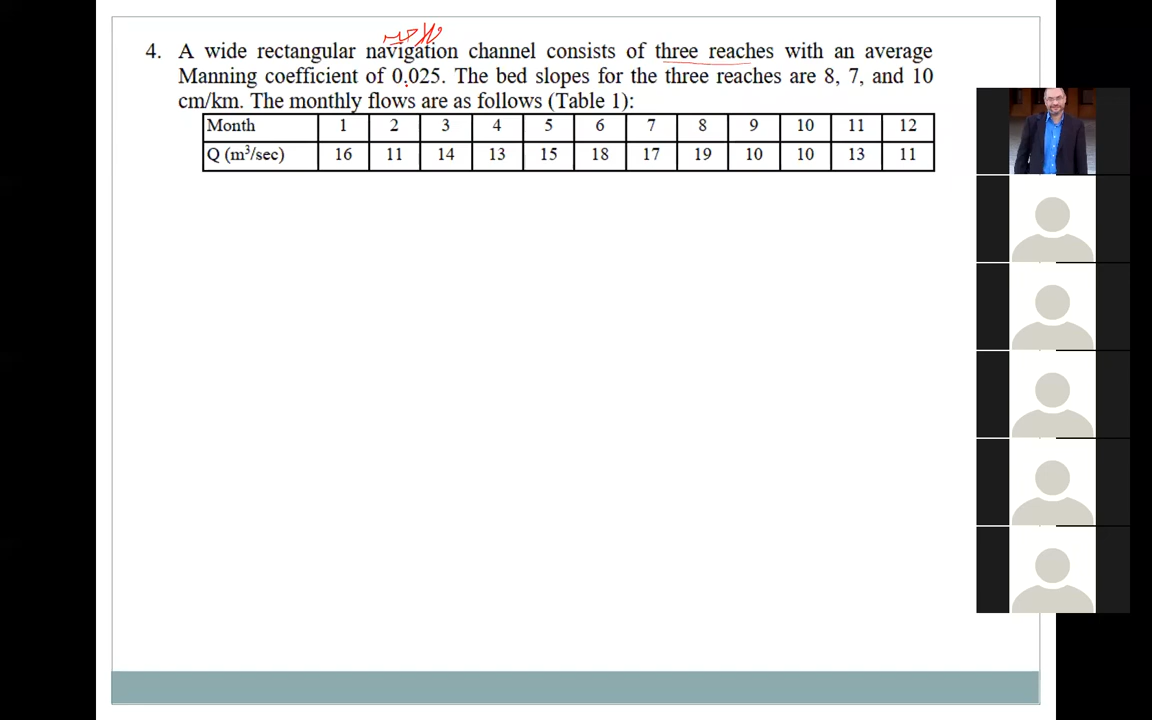 ملاحية
4. A wide rectangular navigation channel consists of three reaches with an average
Manning coefficient of 0.025. The bed slopes for the three reaches are 8, 7, and 10
cm/km. The monthly flows are as follows (Table 1):
Month 1 2 3 4 5 6 7 8 9 10 11 12
Q (m³/sec) 16 11 14 13 15 18 17 19 10 10 13 11